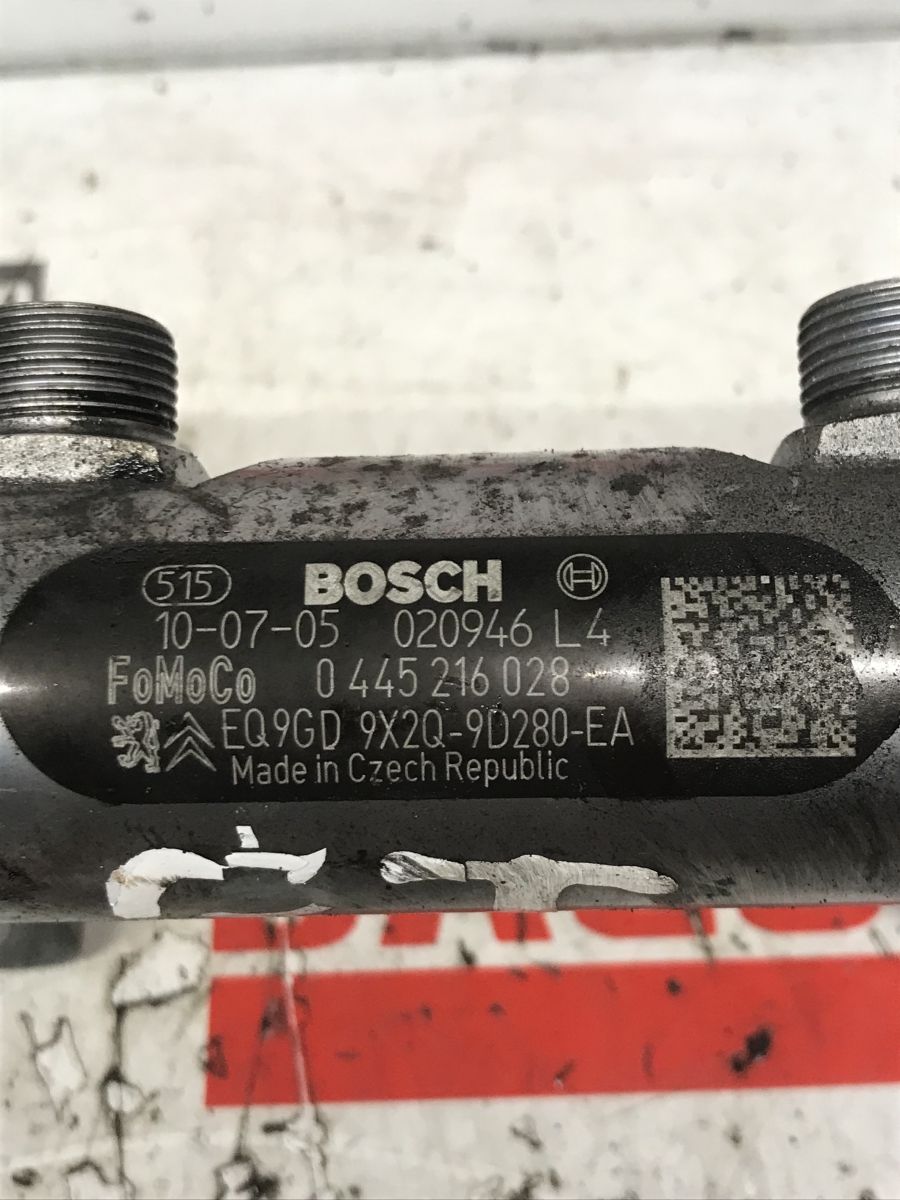 515 BOSCH
10-07-05 020946 L4
FoMoCo 0 445 216 028
EQ9GD 9X2Q-9D280-EA
Made in Czech Republic